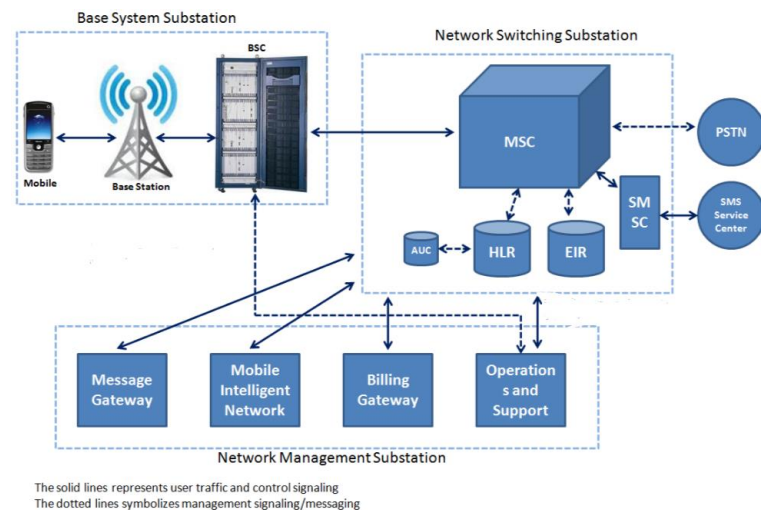 Base System Substation
Network Switching Substation
BSC
MSC
PSTN
Mobile
Base Station
SM
SC
SMS
Service
Center
AUC
HLR
EIR
Message
Gateway
Mobile
Intelligent
Network
Billing
Gateway
Operation
s and
Support
Network Management Substation
The solid lines represents user traffic and control signaling
The dotted lines symbolizes management signaling/messaging